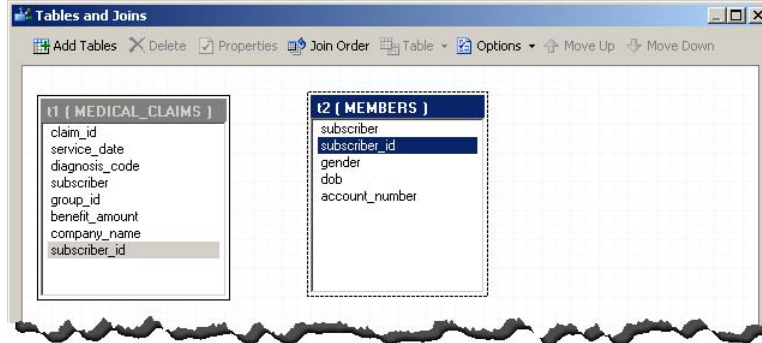 Tables and Joins
Add Tables Delete Properties Join Order Table Options Move Up Move Down
t1 ( MEDICAL_CLAIMS )
claim_id
service_date
diagnosis_code
subscriber
group_id
benefit_amount
company_name
subscriber_id
t2 ( MEMBERS )
subscriber
subscriber_id
gender
dob
account_number